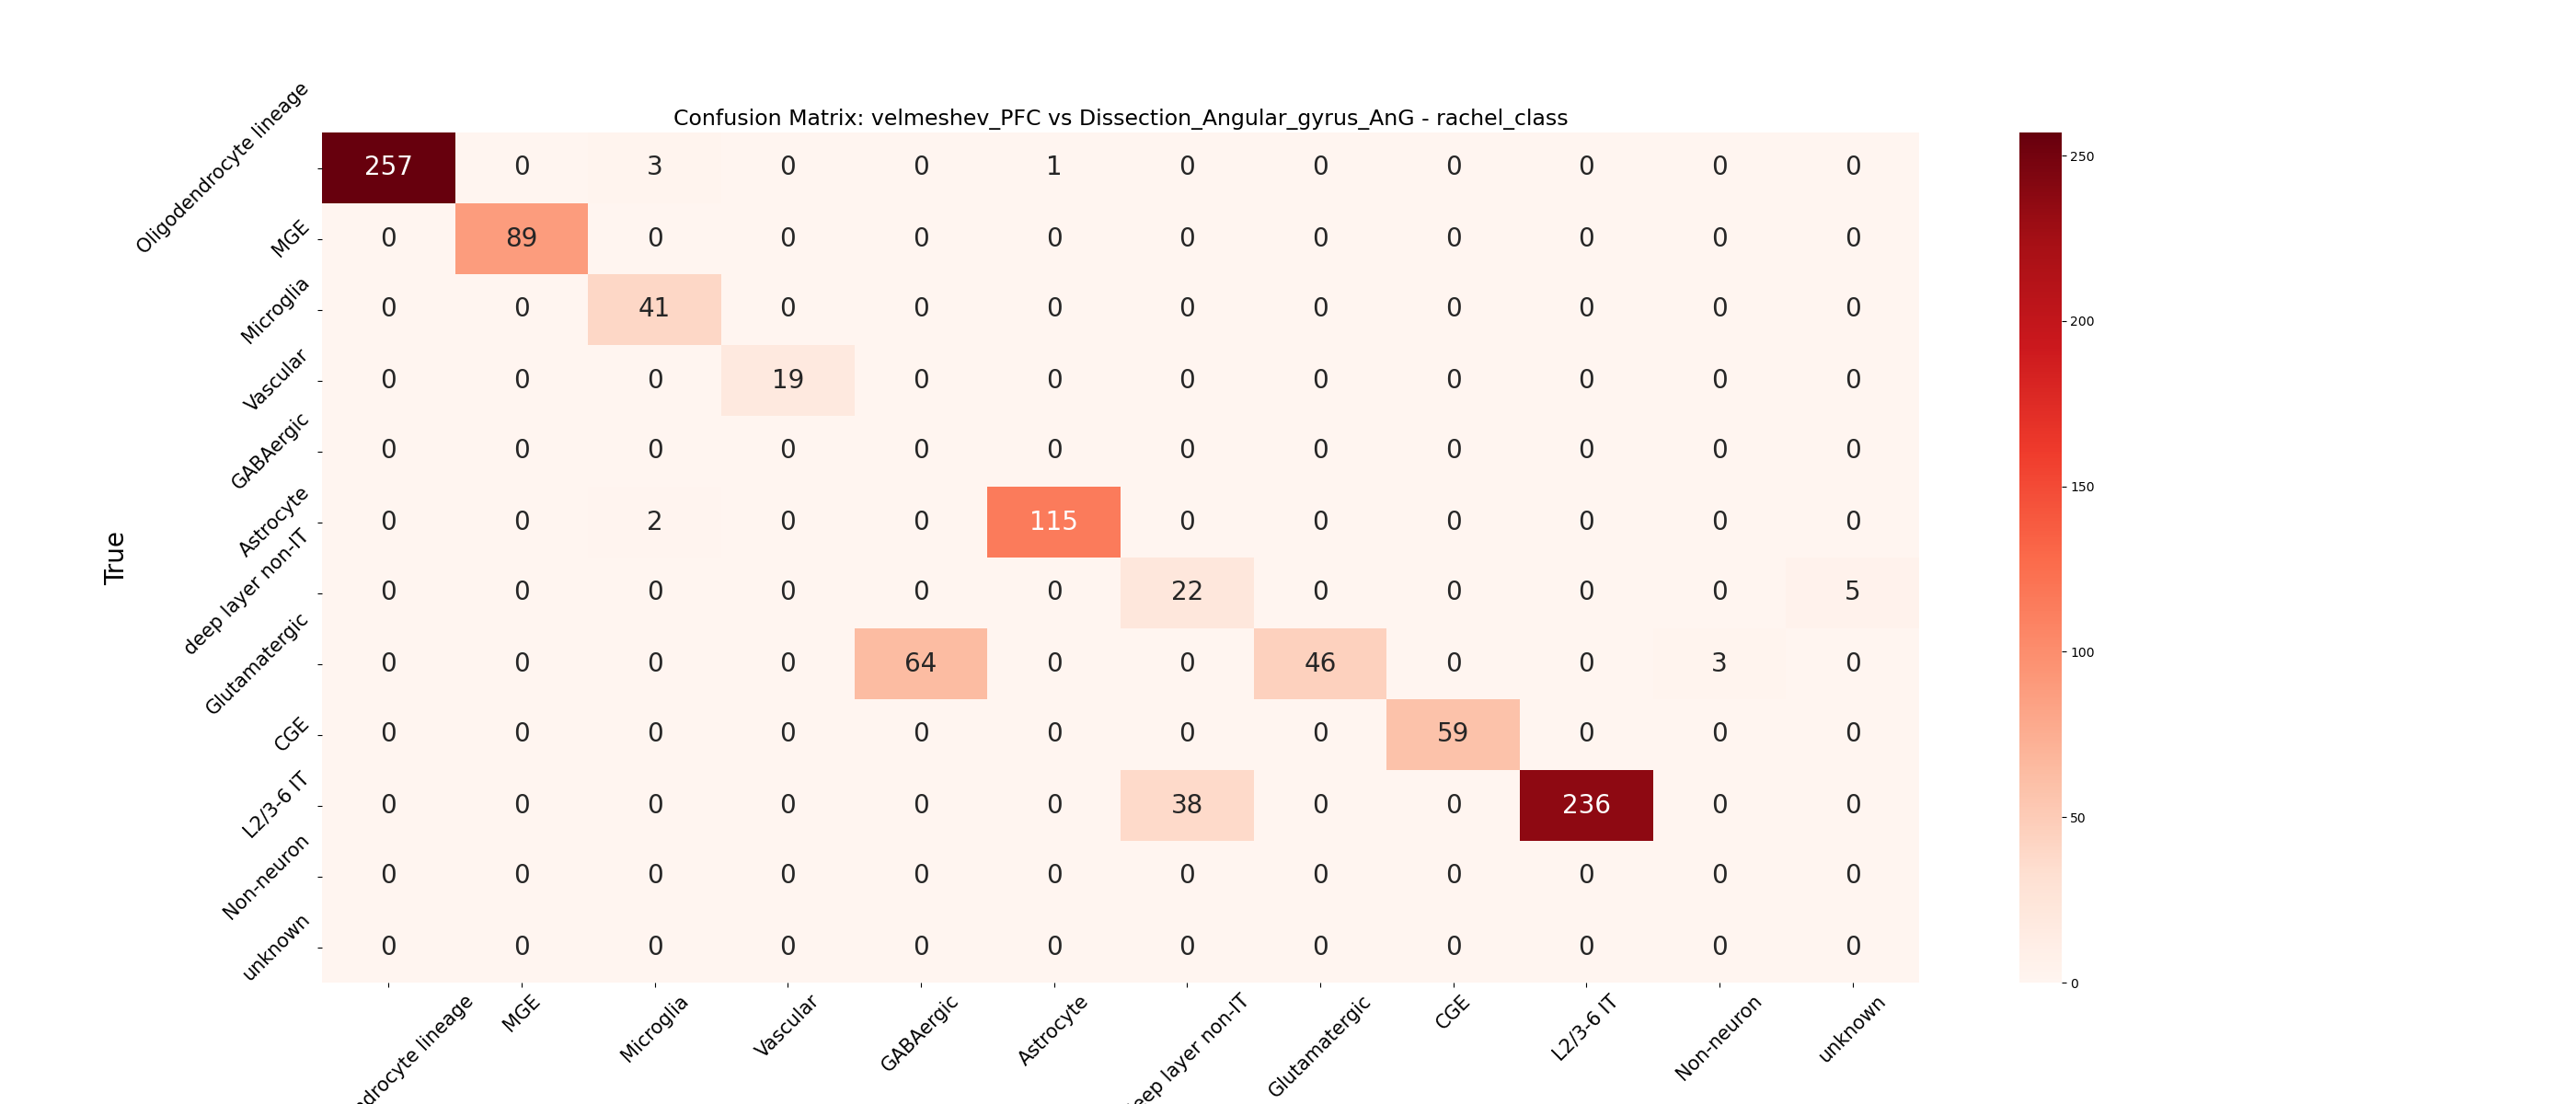 Confusion Matrix: velmeshev_PFC vs Dissection_Angular_gyrus_AnG - rachel_class
True
Oligodendrocyte lineage 257 0 3 0 0 1 0 0 0 0 0 0
MGE 0 89 0 0 0 0 0 0 0 0 0 0
Microglia 0 0 41 0 0 0 0 0 0 0 0 0
Vascular 0 0 0 19 0 0 0 0 0 0 0 0
GABAergic 0 0 0 0 0 0 0 0 0 0 0 0
Astrocyte 0 0 2 0 0 115 0 0 0 0 0 0
deep layer non-IT 0 0 0 0 0 0 22 0 0 0 0 5
Glutamatergic 0 0 0 0 64 0 0 46 0 0 3 0
CGE 0 0 0 0 0 0 0 0 59 0 0 0
L2/3-6 IT 0 0 0 0 0 0 38 0 0 236 0 0
Non-neuron 0 0 0 0 0 0 0 0 0 0 0 0
unknown 0 0 0 0 0 0 0 0 0 0 0 0
lineage MGE Microglia Vascular GABAergic Astrocyte layer non-IT Glutamatergic CGE L2/3-6 IT Non-neuron unknown
250
200
150
100
50
0